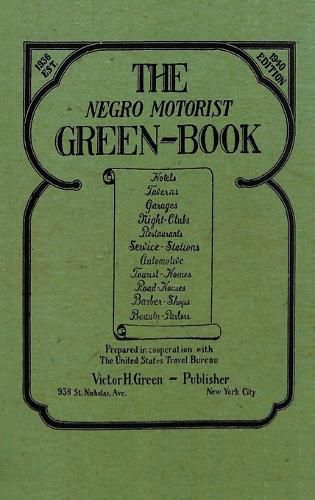 1936
EST.
1940
EDITION
THE
NEGRO MOTORIST
GREEN-BOOK
Hotels
Taverns
Garages
Night-Clubs
Restaurants
Service-Stations
Automotive
Tourist-Homes
Road-Houses
Barber-Shops
Beauty-Parlors
Prepared in cooperation with
The United States Travel Bureau
Victor H. Green – Publisher
938 St. Nicholas, Ave. New York City